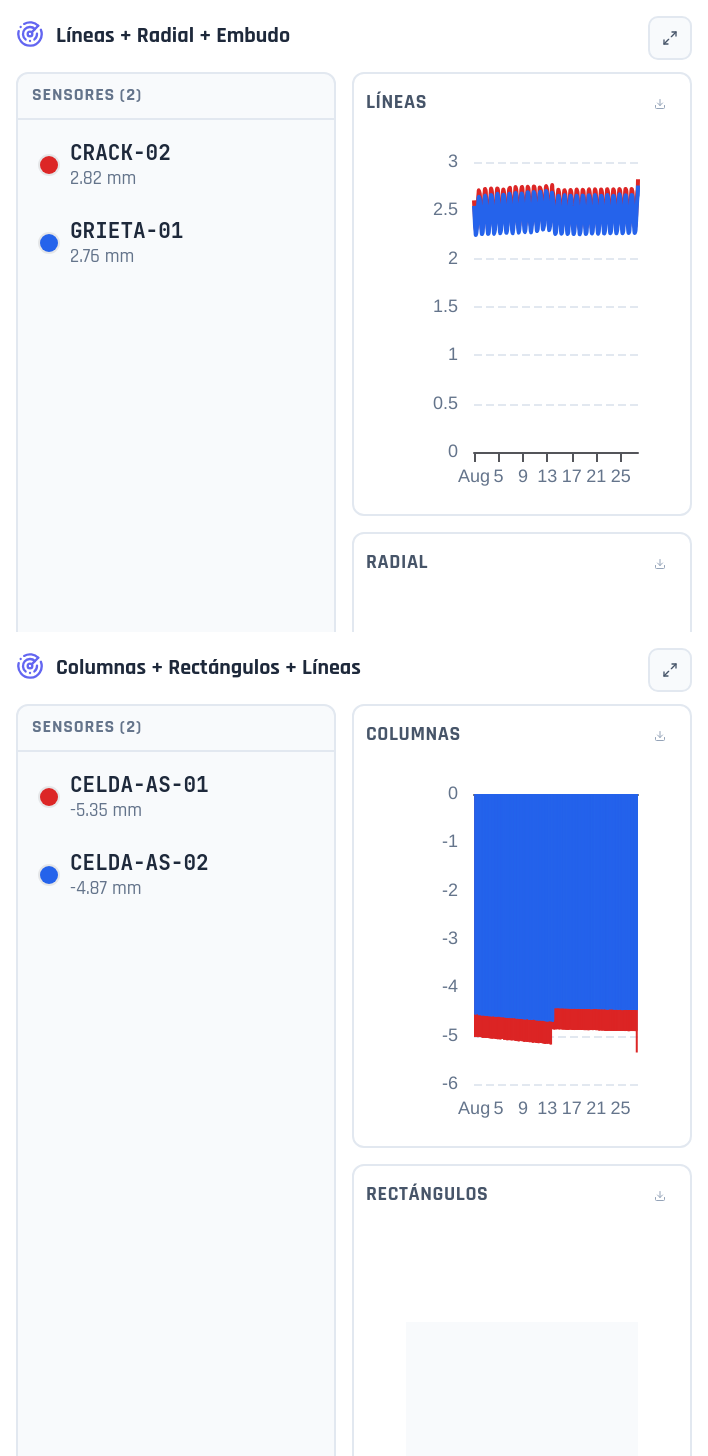 Líneas + Radial + Embudo
SENSORES (2)
CRACK-02
2.82 mm
GRIETA-01
2.76 mm
LÍNEAS
3
2.5
2
1.5
1
0.5
0
Aug 5 9 13 17 21 25
RADIAL
Columnas + Rectángulos + Líneas
SENSORES (2)
CELDA-AS-01
-5.35 mm
CELDA-AS-02
-4.87 mm
COLUMNAS
0
-1
-2
-3
-4
-5
-6
Aug 5 9 13 17 21 25
RECTÁNGULOS